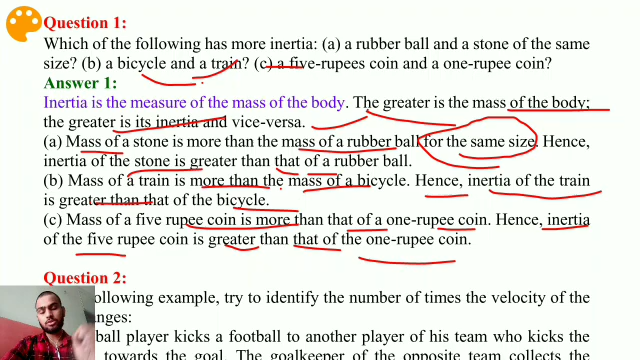 Question 1:
Which of the following has more inertia: (a) a rubber ball and a stone of the same
size? (b) a bicycle and a train? (c) a five-rupees coin and a one-rupee coin?
Answer 1:
Inertia is the measure of the mass of the body. The greater is the mass of the body;
the greater is its inertia and vice-versa.
(a) Mass of a stone is more than the mass of a rubber ball for the same size. Hence,
inertia of the stone is greater than that of a rubber ball.
(b) Mass of a train is more than the mass of a bicycle. Hence, inertia of the train
is greater than that of the bicycle.
(c) Mass of a five rupee coin is more than that of a one-rupee coin. Hence, inertia
of the five rupee coin is greater than that of the one-rupee coin.
Question 2:
following example, try to identify the number of times the velocity of the
anges:
ball player kicks a football to another player of his team who kicks the
towards the goal. The goalkeeper of the opposite team collects the